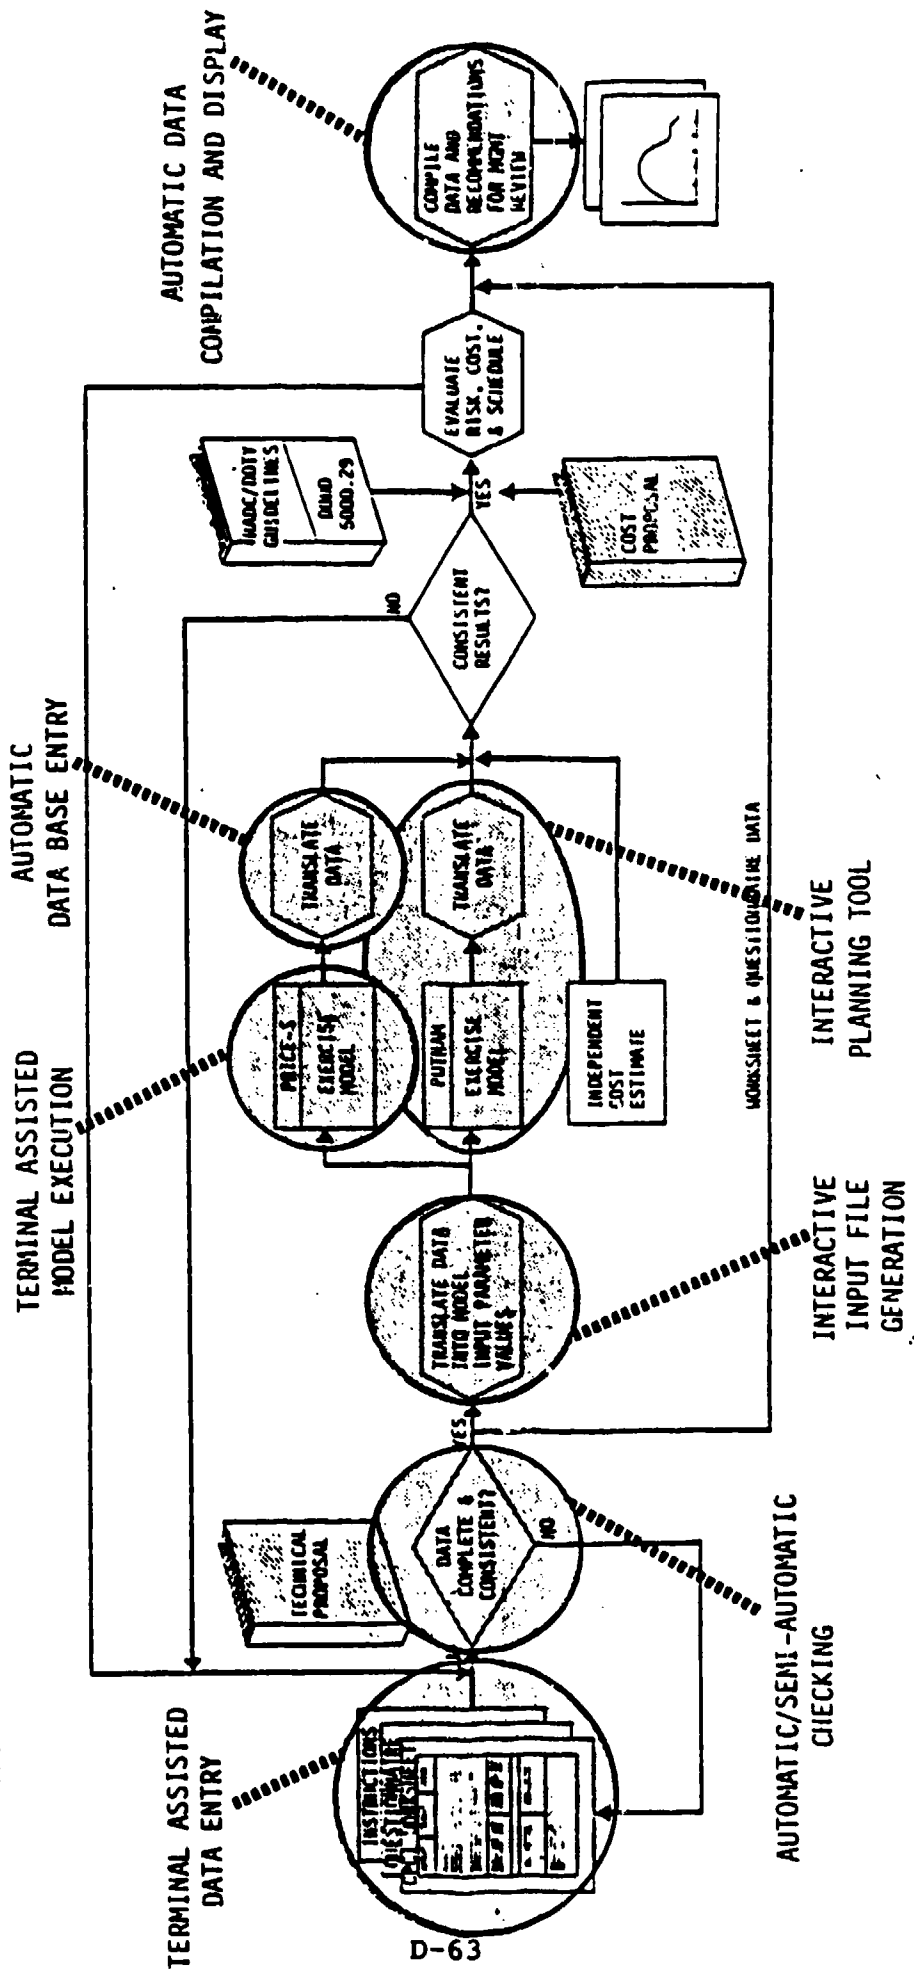 TERMINAL ASSISTED
DATA ENTRY
TERMINAL ASSISTED
MODEL EXECUTION
AUTOMATIC
DATA BASE ENTRY
AUTOMATIC DATA
COMPILATION AND DISPLAY
INSTRUCTIONS
QUESTIONNAIRE
TECHNICAL
PROPOSAL
DATA
COMPLETE &
CONSISTENT?
YES
NO
TRANSLATE DATA
INTO MODEL
INPUT PARAMETER
VALUES
PRICE-S
EXERCISE
MODEL
TRANSLATE
DATA
PUTNAM
EXERCISE
MODEL
TRANSLATE
DATA
INDEPENDENT
COST
ESTIMATE
CONSISTENT
RESULTS?
NO
YES
GUIDELINES
5000.29
COST
PROPOSAL
EVALUATE
RISK, COST,
& SCHEDULE
COMPILE
DATA AND
RECOMMENDATIONS
FOR MGMT
REVIEW
WORKSHEET & QUESTIONAIRE DATA
AUTOMATIC/SEMI-AUTOMATIC
CHECKING
INTERACTIVE
INPUT FILE
GENERATION
INTERACTIVE
PLANNING TOOL
D-63